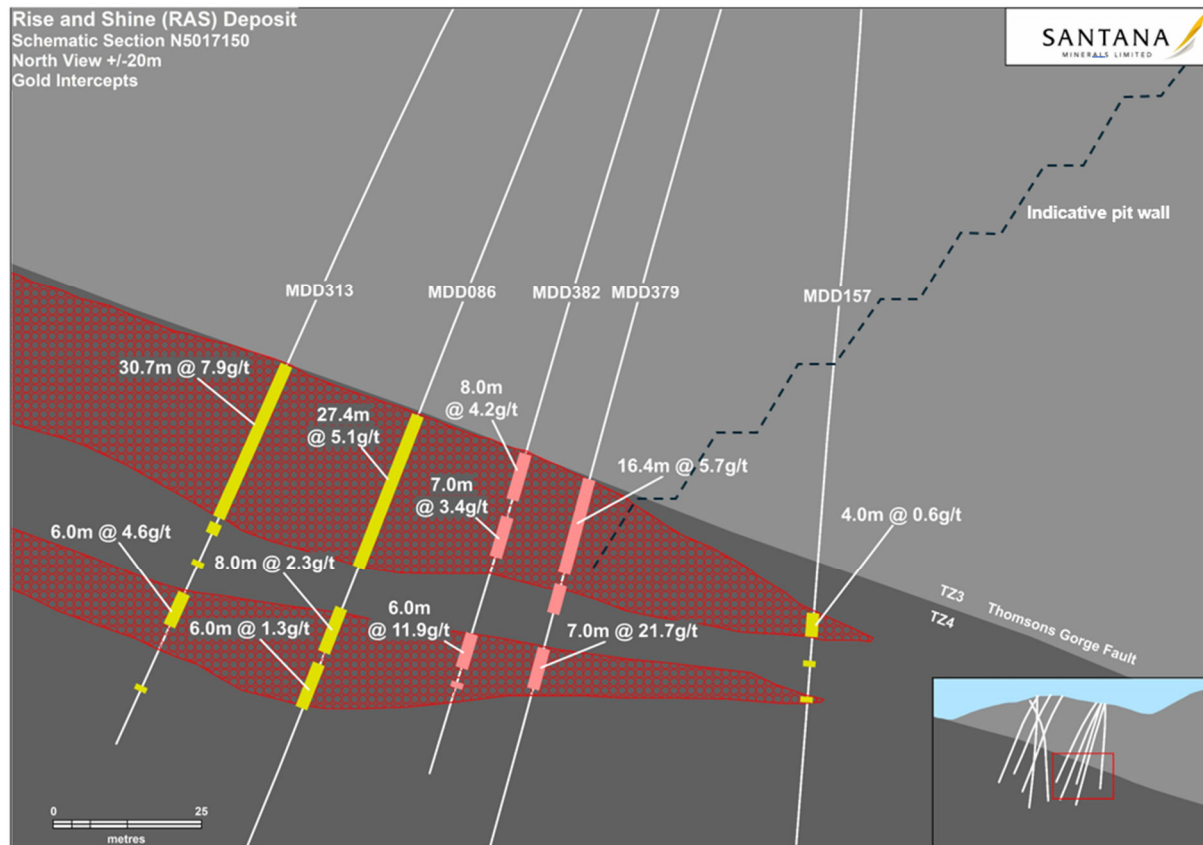 Rise and Shine (RAS) Deposit
Schematic Section N5017150
North View +/-20m
Gold Intercepts
SANTANA
MINERALS LIMITED
Indicative pit wall
MDD313
MDD086
MDD382
MDD379
MDD157
30.7m @ 7.9g/t
27.4m
@ 5.1g/t
8.0m
@ 4.2g/t
7.0m
@ 3.4g/t
16.4m @ 5.7g/t
4.0m @ 0.6g/t
6.0m @ 4.6g/t
8.0m @ 2.3g/t
6.0m @ 1.3g/t
6.0m
@ 11.9g/t
7.0m @ 21.7g/t
TZ3
TZ4
Thomsons Gorge Fault
0 25
metres